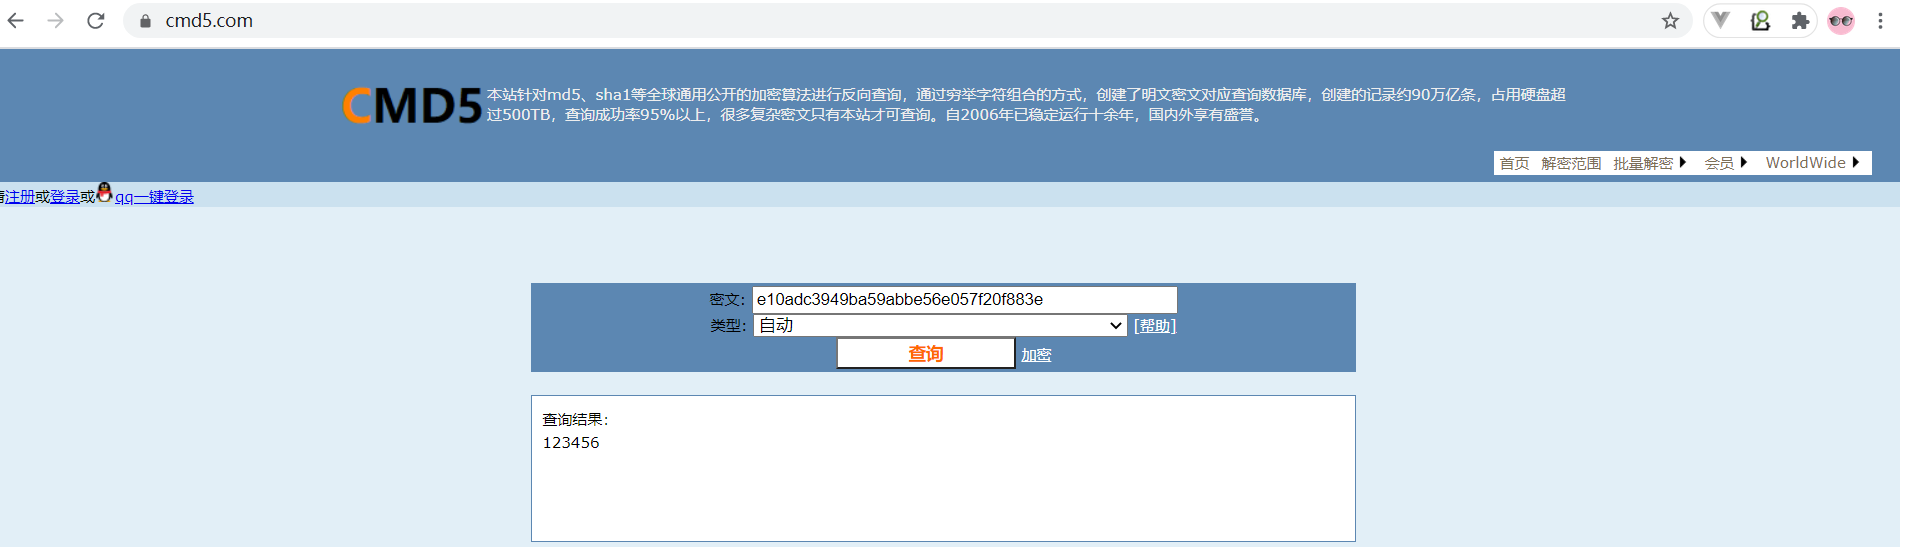 cmd5.com
CMD5
本站针对md5、sha1等全球通用公开的加密算法进行反向查询，通过穷举字符组合的方式，创建了明文密文对应查询数据库，创建的记录约90万亿条，占用硬盘超
过500TB，查询成功率95%以上，很多复杂密文只有本站才可查询。自2006年已稳定运行十余年，国内外享有盛誉。
首页 解密范围 批量解密 会员 WorldWide
注册或登录或qq一键登录
密文： e10adc3949ba59abbe56e057f20f883e
类型： 自动 [帮助]
查询 加密
查询结果：
123456